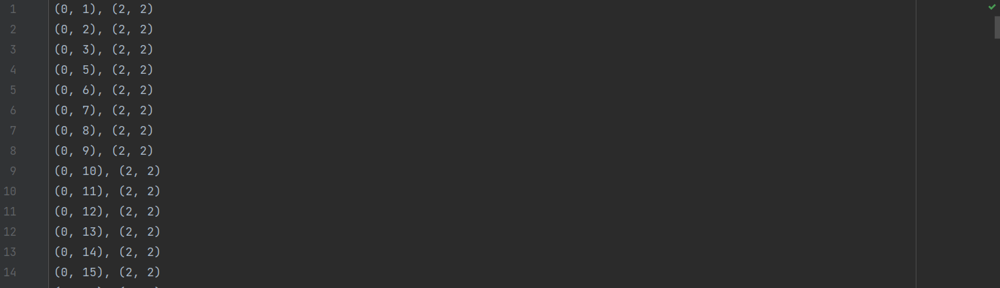 1 (0, 1), (2, 2)
2 (0, 2), (2, 2)
3 (0, 3), (2, 2)
4 (0, 5), (2, 2)
5 (0, 6), (2, 2)
6 (0, 7), (2, 2)
7 (0, 8), (2, 2)
8 (0, 9), (2, 2)
9 (0, 10), (2, 2)
10 (0, 11), (2, 2)
11 (0, 12), (2, 2)
12 (0, 13), (2, 2)
13 (0, 14), (2, 2)
14 (0, 15), (2, 2)